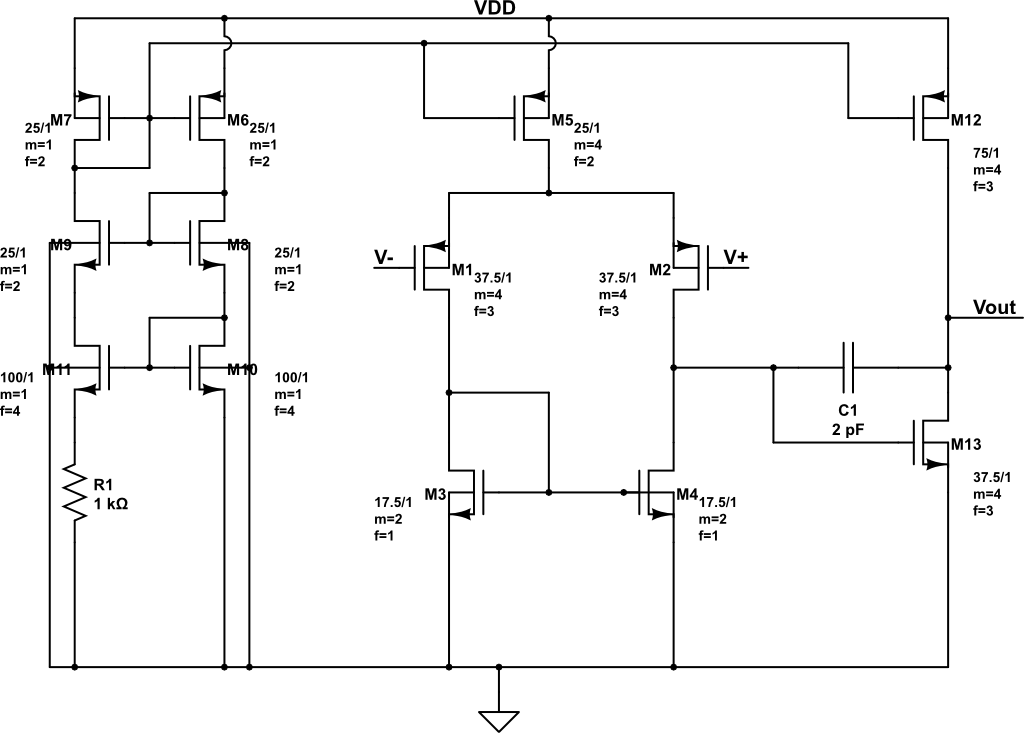 VDD
M7
25/1
m=1
f=2
M6
25/1
m=1
f=2
M5
25/1
m=4
f=2
M12
75/1
m=4
f=3
M9
25/1
m=1
f=2
M8
25/1
m=1
f=2
V-
M1
37.5/1
m=4
f=3
M2
37.5/1
m=4
f=3
V+
Vout
M11
100/1
m=1
f=4
M10
100/1
m=1
f=4
C1
2 pF
M13
37.5/1
m=4
f=3
R1
1 kΩ
M3
17.5/1
m=2
f=1
M4
17.5/1
m=2
f=1